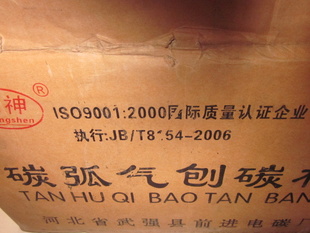 神®
ngshen
ISO9001:2000国际质量认证企业
执行:JB/T8154-2006
碳弧气刨碳
TAN HU QI BAO TAN BAN
河北省武强县前进电碳厂